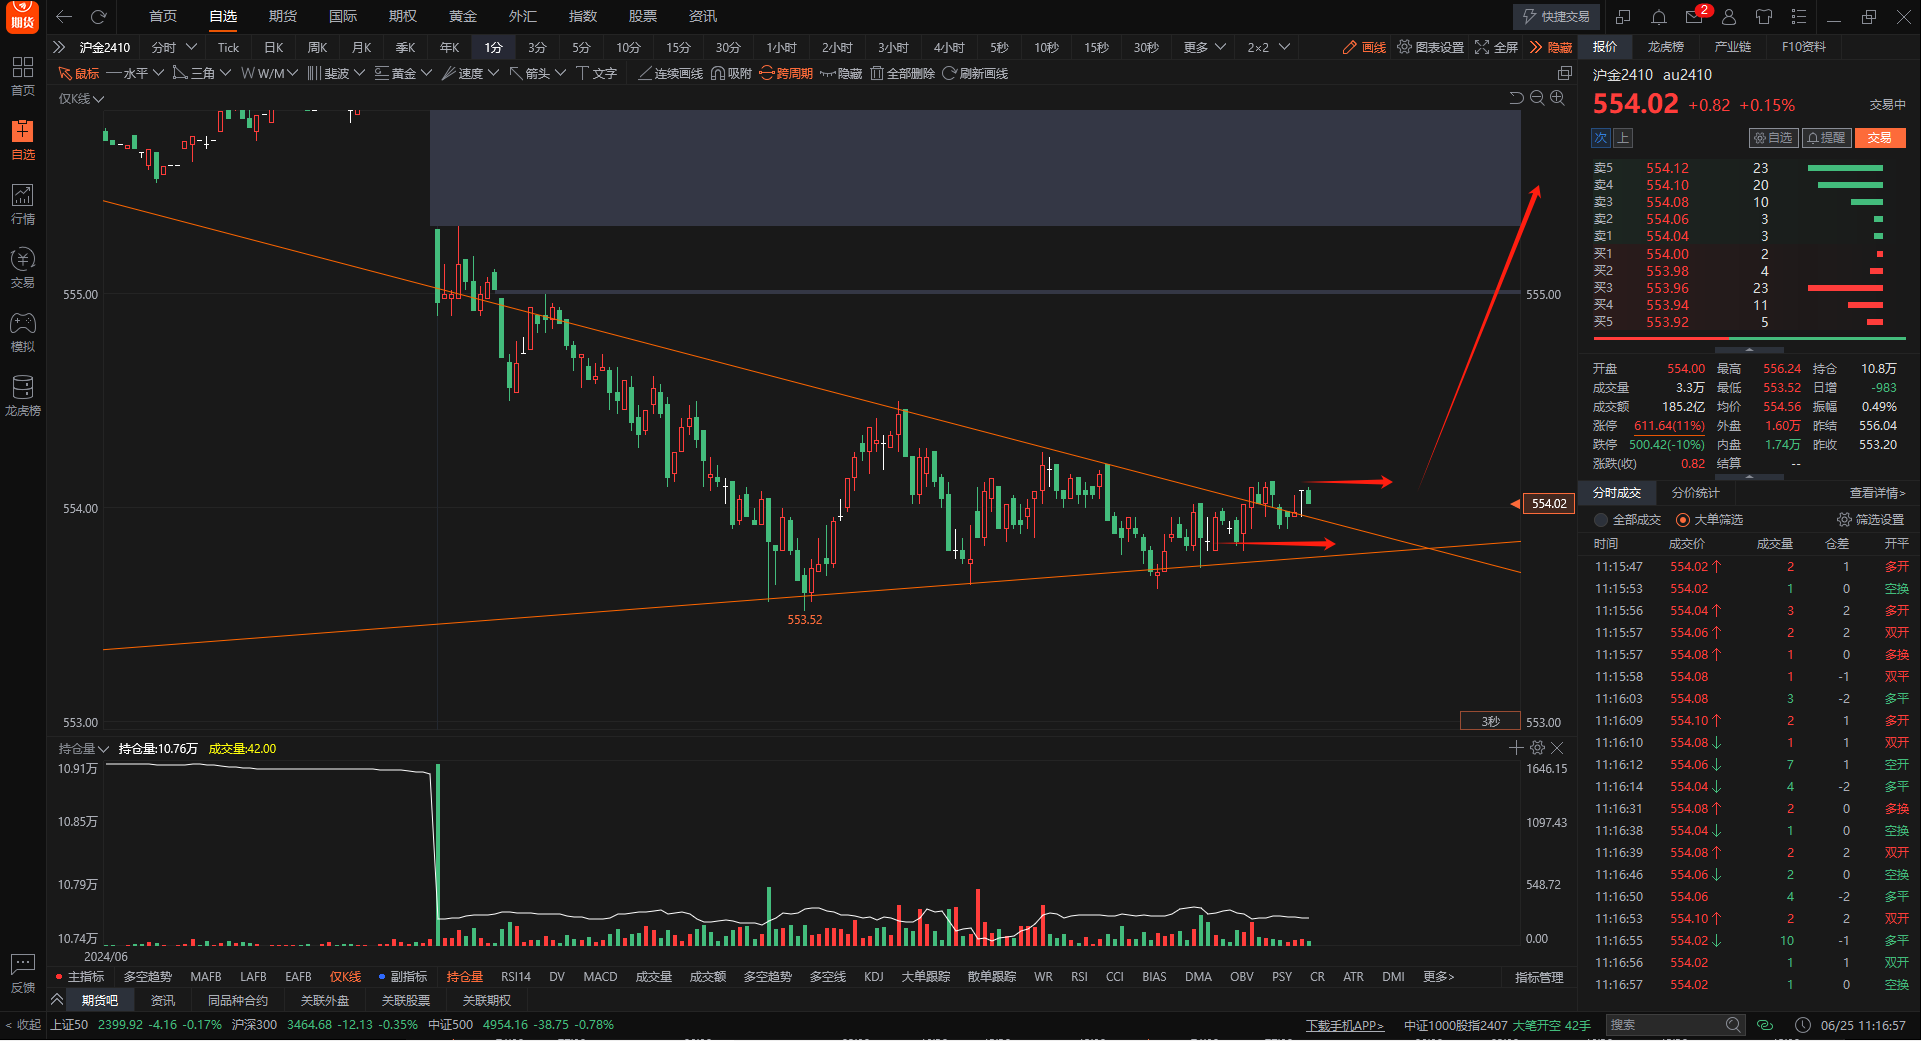 期货 首页 自选 期货 国际 期权 黄金 外汇 指数 股票 资讯 快捷交易 2
沪金2410 分时 Tick 日K 周K 月K 季K 年K 1分 3分 5分 10分 15分 30分 1小时 2小时 3小时 4小时 5秒 10秒 15秒 30秒 更多 2×2 画线 图表设置 全屏 隐藏
鼠标 水平 三角 W/M 斐波 黄金 速度 箭头 文字 连续画线 吸附 跨周期 隐藏 全部删除 刷新画线
仅K线
首页
自选
行情
交易
模拟
龙虎榜
反馈
555.00 555.00
554.00 554.02
553.52
553.00 3秒 553.00
持仓量 持仓量:10.76万 成交量:42.00
10.91万 1646.15
10.85万 1097.43
10.79万 548.72
10.74万 0.00
2024/06
主指标 多空趋势 MAFB LAFB EAFB 仅K线 副指标 持仓量 RSI14 DV MACD 成交量 成交额 多空趋势 多空线 KDJ 大单跟踪 散单跟踪 WR RSI CCI BIAS DMA OBV PSY CR ATR DMI 更多> 指标管理
期货吧 资讯 同品种合约 关联外盘 关联股票 关联期权
报价 龙虎榜 产业链 F10资料
沪金2410 au2410
554.02 +0.82 +0.15% 交易中
次 上 自选 提醒 交易
卖5 554.12 23
卖4 554.10 20
卖3 554.08 10
卖2 554.06 3
卖1 554.04 3
买1 554.00 2
买2 553.98 4
买3 553.96 23
买4 553.94 11
买5 553.92 5
开盘 554.00 最高 556.24 持仓 10.8万
成交量 3.3万 最低 553.52 日增 -983
成交额 185.2亿 均价 554.56 振幅 0.49%
涨停 611.64(11%) 外盘 1.60万 昨结 556.04
跌停 500.42(-10%) 内盘 1.74万 昨收 553.20
涨跌(收) 0.82 结算 --
分时成交 分价统计 查看详情>
全部成交 大单筛选 筛选设置
时间 成交价 成交量 仓差 开平
11:15:47 554.02↑ 2 1 多开
11:15:53 554.02 1 0 空换
11:15:56 554.04↑ 3 2 多开
11:15:57 554.06↑ 2 2 双开
11:15:57 554.08↑ 1 0 多换
11:15:58 554.08 1 -1 双平
11:16:03 554.08 3 -2 多平
11:16:09 554.10↑ 2 1 多开
11:16:10 554.08↓ 1 1 双开
11:16:12 554.06↓ 7 1 空开
11:16:14 554.04↓ 4 -2 多平
11:16:31 554.08↑ 2 0 多换
11:16:38 554.04↓ 1 0 空换
11:16:39 554.08↑ 2 2 双开
11:16:46 554.06↓ 2 0 空换
11:16:50 554.06 4 -2 多平
11:16:53 554.10↑ 2 2 双开
11:16:55 554.02↓ 10 -1 多平
11:16:56 554.02 1 1 双开
11:16:57 554.02 1 0 空换
< 收起 上证50 2399.92 -4.16 -0.17% 沪深300 3464.68 -12.13 -0.35% 中证500 4954.16 -38.75 -0.78% 下载手机APP> 中证1000股指2407 大笔开空 42手 搜索 06/25 11:16:57